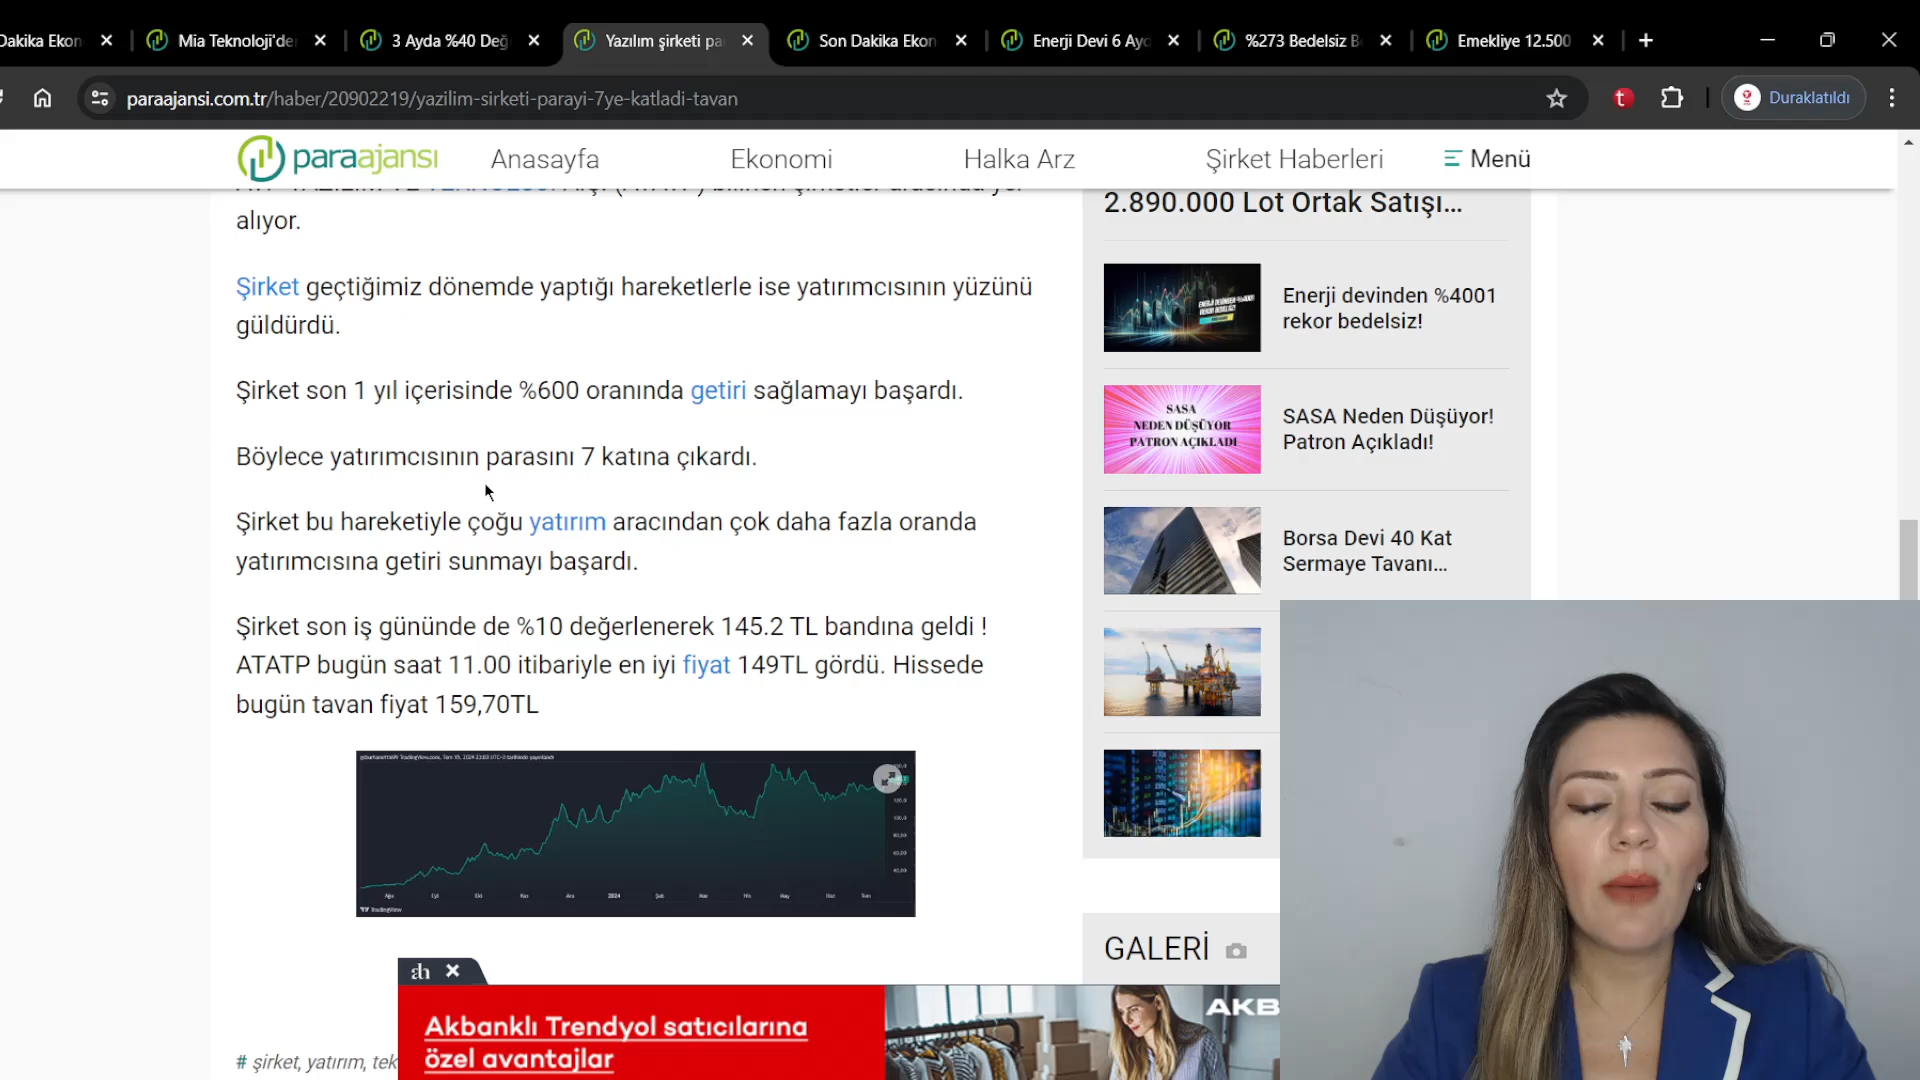 Dakika Ekon
Mia Teknoloji'de
3 Ayda %40 Değ
Yazılım şirketi pa
Son Dakika Ekon
Enerji Devi 6 Ayd
%273 Bedelsiz B
Emekliye 12.500
paraajansi.com.tr/haber/20902219/yazilim-sirketi-parayi-7ye-katladi-tavan
Duraklatıldı
paraajansı
Anasayfa
Ekonomi
Halka Arz
Şirket Haberleri
Menü
alıyor.
Şirket geçtiğimiz dönemde yaptığı hareketlerle ise yatırımcısının yüzünü
güldürdü.
Şirket son 1 yıl içerisinde %600 oranında getiri sağlamayı başardı.
Böylece yatırımcısının parasını 7 katına çıkardı.
Şirket bu hareketiyle çoğu yatırım aracından çok daha fazla oranda
yatırımcısına getiri sunmayı başardı.
Şirket son iş gününde de %10 değerlenerek 145.2 TL bandına geldi !
ATATP bugün saat 11.00 itibariyle en iyi fiyat 149TL gördü. Hissede
bugün tavan fiyat 159,70TL
TradingView
2.890.000 Lot Ortak Satışı...
Enerji devinden %4001
rekor bedelsiz!
SASA
NEDEN DÜŞÜYOR
PATRON AÇIKLADI
SASA Neden Düşüyor!
Patron Açıkladı!
Borsa Devi 40 Kat
Sermaye Tavanı...
GALERİ
Akbanklı Trendyol satıcılarına
özel avantajlar
AKB
# şirket, yatırım, tek